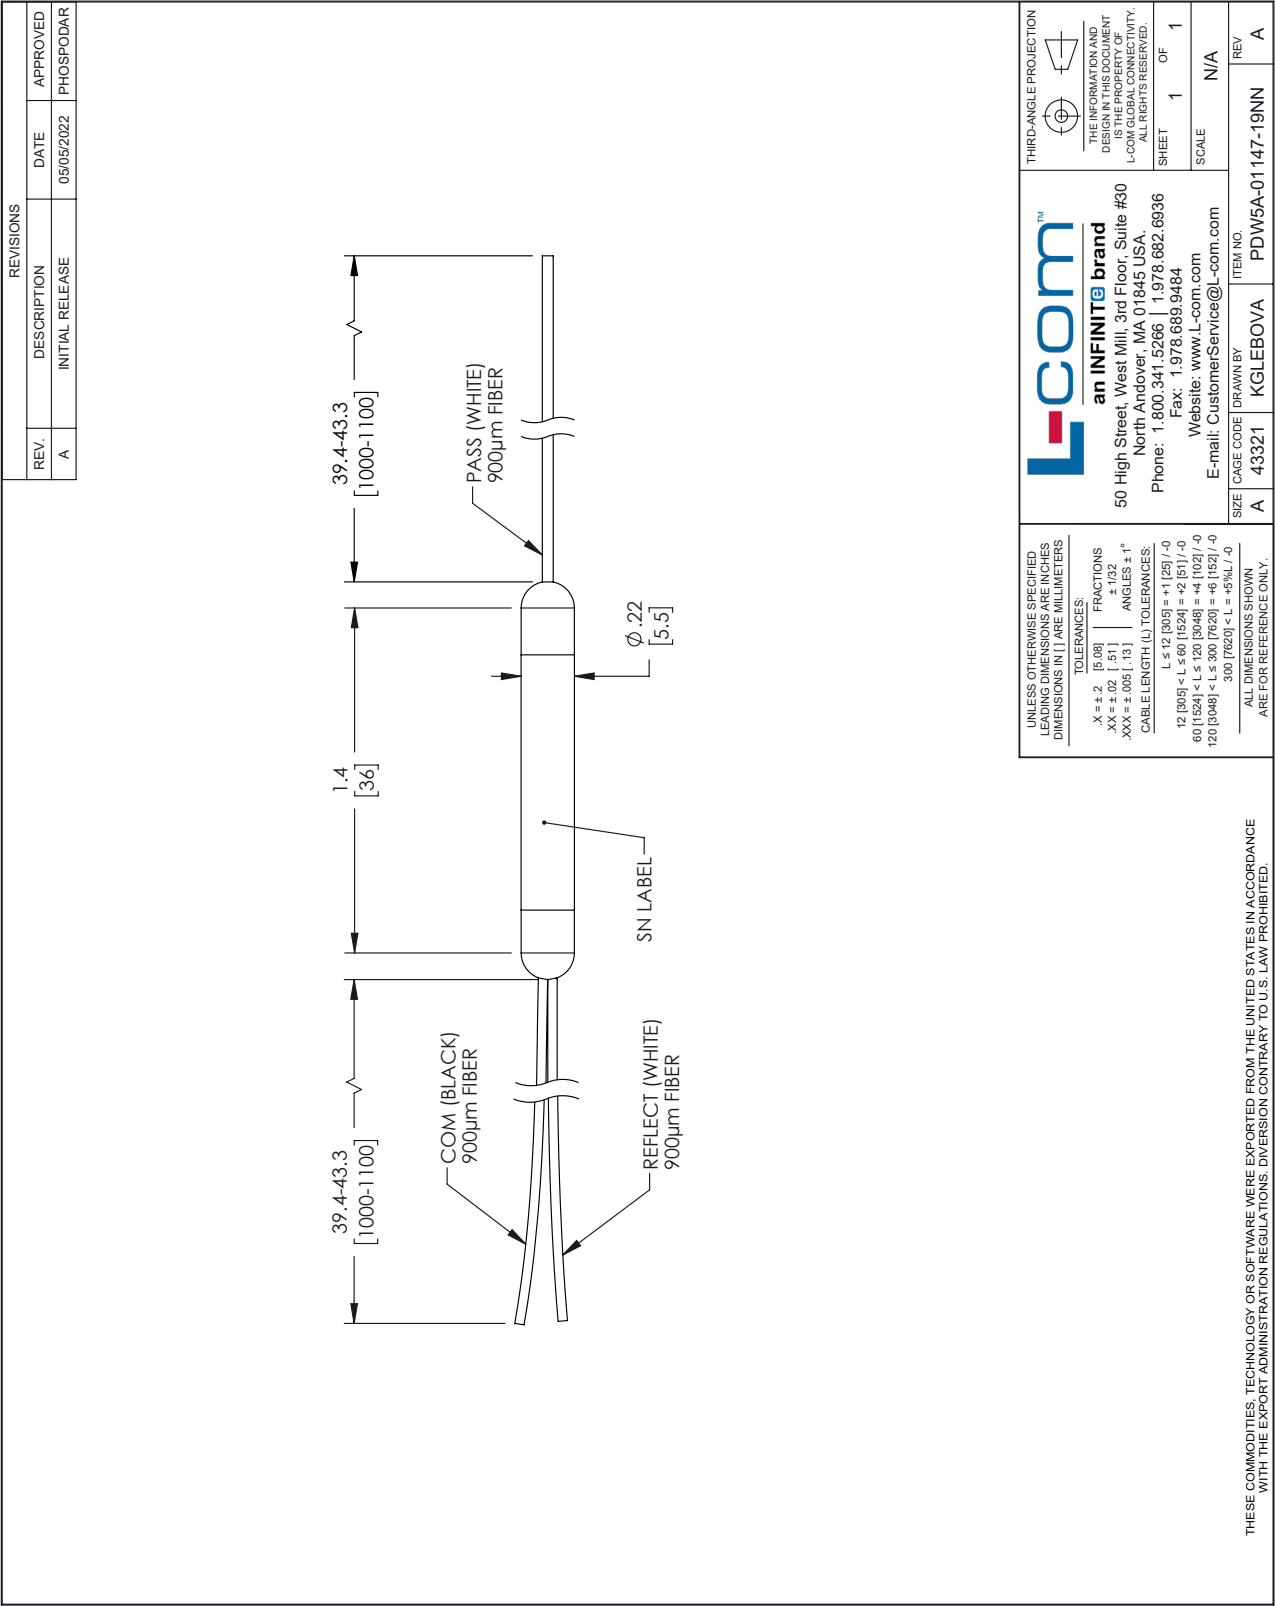 REVISIONS
REV. DESCRIPTION DATE APPROVED
A INITIAL RELEASE 05/05/2022 PHOSPODAR
39.4-43.3
[1000-1100]
1.4
[36]
39.4-43.3
[1000-1100]
COM (BLACK)
900µm FIBER
PASS (WHITE)
900µm FIBER
REFLECT (WHITE)
900µm FIBER
SN LABEL
Ø.22
[5.5]
UNLESS OTHERWISE SPECIFIED
LEADING DIMENSIONS ARE INCHES
DIMENSIONS IN [ ] ARE MILLIMETERS
TOLERANCES:
.X = ± .2 [5.08] FRACTIONS
.XX = ± .02 [ .51 ] ± 1/32
.XXX = ± .005 [ .13 ] ANGLES ± 1°
CABLE LENGTH (L) TOLERANCES:
L ≤ 12 [305] = +1 [25] / -0
12 [305] < L ≤ 60 [1524] = +2 [51] / -0
60 [1524] < L ≤ 120 [3048] = +4 [102] / -0
120 [3048] < L ≤ 300 [7620] = +6 [152] / -0
300 [7620] < L = +5%L / -0
ALL DIMENSIONS SHOWN
ARE FOR REFERENCE ONLY.
L-com™
an INFINITe brand
50 High Street, West Mill, 3rd Floor, Suite #30
North Andover, MA 01845 USA.
Phone: 1.800.341.5266 | 1.978.682.6936
Fax: 1.978.689.9484
Website: www.L-com.com
E-mail: CustomerService@L-com.com
THIRD-ANGLE PROJECTION
THE INFORMATION AND
DESIGN IN THIS DOCUMENT
IS THE PROPERTY OF
L-COM GLOBAL CONNECTIVITY.
ALL RIGHTS RESERVED.
SHEET 1 OF 1
SCALE N/A
SIZE A
CAGE CODE 43321
DRAWN BY KGLEBOVA
ITEM NO. PDW5A-01147-19NN
REV A
THESE COMMODITIES, TECHNOLOGY OR SOFTWARE WERE EXPORTED FROM THE UNITED STATES IN ACCORDANCE
WITH THE EXPORT ADMINISTRATION REGULATIONS. DIVERSION CONTRARY TO U.S. LAW PROHIBITED.